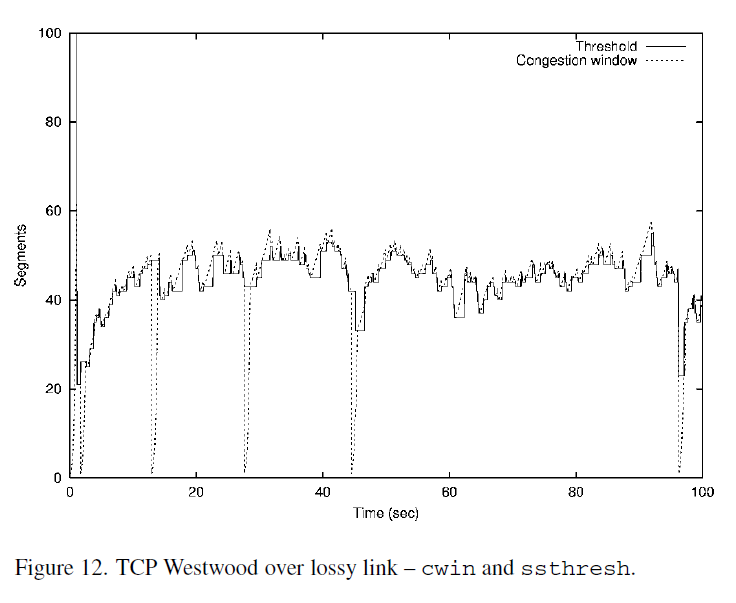 100
80
60
40
20
0
Segments
Threshold
Congestion window
0 20 40 60 80 100
Time (sec)
Figure 12. TCP Westwood over lossy link – cwin and ssthresh.